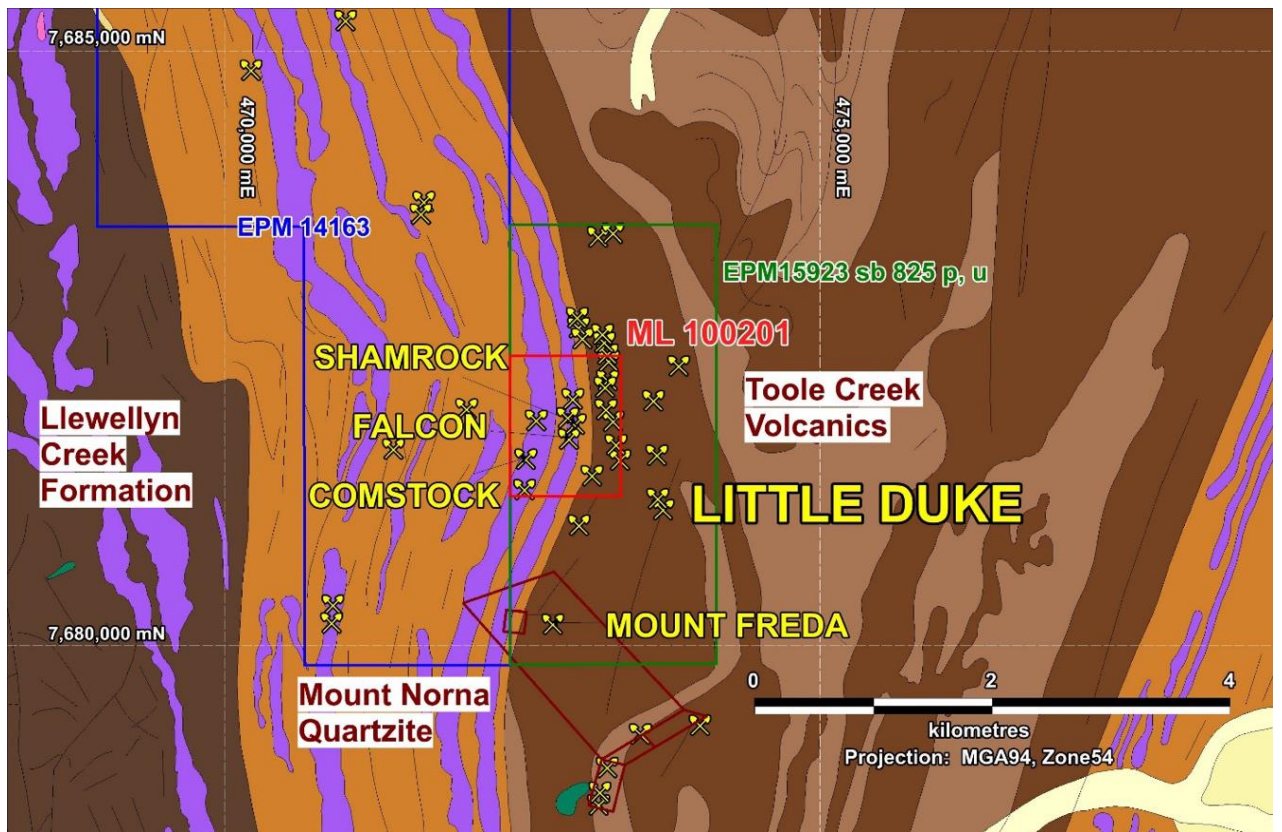 7,685,000 mN
470,000 mE
475,000 mE
EPM 14163
EPM15923 sb 825 p, u
ML 100201
SHAMROCK
Toole Creek
Volcanics
Llewellyn
Creek
Formation
FALCON
COMSTOCK
LITTLE DUKE
7,680,000 mN
MOUNT FREDA
Mount Norna
Quartzite
0 2 4
kilometres
Projection: MGA94, Zone54